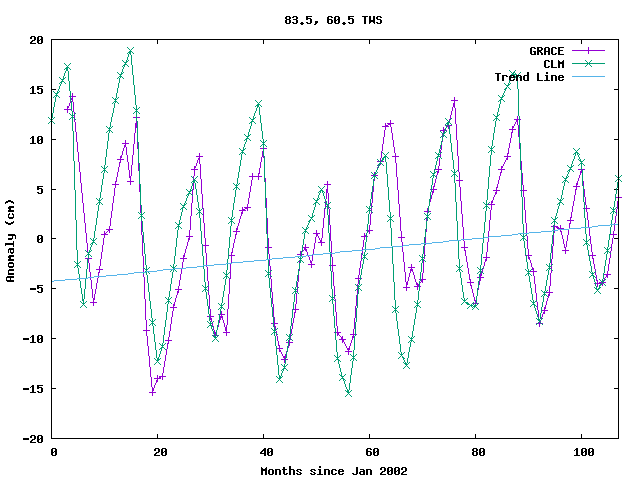 83.5, 60.5 TWS
GRACE
CLM
Trend Line
20
15
10
5
0
-5
-10
-15
-20
Anomaly (cm)
0 20 40 60 80 100
Months since Jan 2002